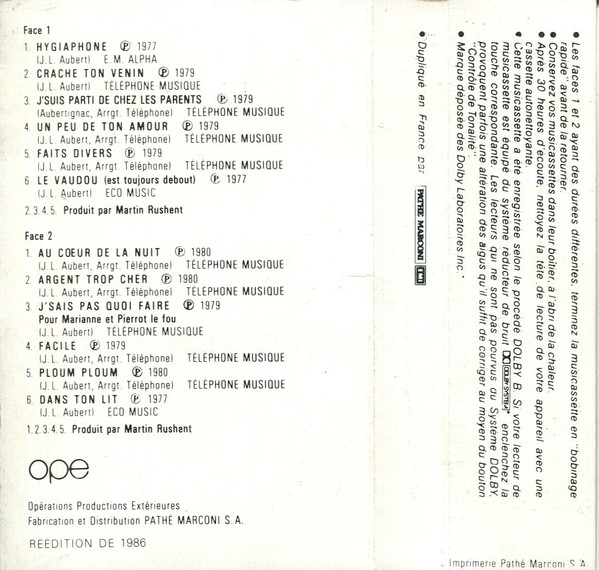 Face 1
1. HYGIAPHONE Ⓟ 1977
(J.L. Aubert) E.M. ALPHA
2. CRACHE TON VENIN Ⓟ 1979
(J.L. Aubert) TÉLÉPHONE MUSIQUE
3. J'SUIS PARTI DE CHEZ LES PARENTS Ⓟ 1979
(Aubertignac, Arrgt. Téléphone) TÉLÉPHONE MUSIQUE
4. UN PEU DE TON AMOUR Ⓟ 1979
(J.L. Aubert, Arrgt. Téléphone) TÉLÉPHONE MUSIQUE
5. FAITS DIVERS Ⓟ 1979
(J.L. Aubert, Arrgt. Téléphone) TÉLÉPHONE MUSIQUE
6. LE VAUDOU (est toujours debout) Ⓟ 1977
(J.L. Aubert) ECO MUSIC
2.3.4.5. Produit par Martin Rushent
Face 2
1. AU CŒUR DE LA NUIT Ⓟ 1980
(J.L. Aubert, Arrgt. Téléphone) TÉLÉPHONE MUSIQUE
2. ARGENT TROP CHER Ⓟ 1980
(J.L. Aubert, Arrgt. Téléphone) TÉLÉPHONE MUSIQUE
3. J'SAIS PAS QUOI FAIRE Ⓟ 1979
Pour Marianne et Pierrot le fou
(J.L. Aubert) TÉLÉPHONE MUSIQUE
4. FACILE Ⓟ 1979
(J.L. Aubert, Arrgt. Téléphone) TÉLÉPHONE MUSIQUE
5. PLOUM PLOUM Ⓟ 1980
(J.L. Aubert, Arrgt. Téléphone) TÉLÉPHONE MUSIQUE
6. DANS TON LIT Ⓟ 1977
(J.L. Aubert) ECO MUSIC
1.2.3.4.5. Produit par Martin Rushent
ope
Opérations Productions Extérieures
Fabrication et Distribution PATHÉ MARCONI S.A.
RÉÉDITION DE 1986
• Les faces 1 et 2 ayant des durées différentes, terminez la musicassette en "bobinage
rapide" avant de la retourner.
• Conservez vos musicassettes dans leur boîtier, à l'abri de la chaleur.
• Après 30 heures d'écoute, nettoyez la tête de lecture de votre appareil avec une
cassette autonettoyante.
• Cette musicassette a été enregistrée selon le procédé DOLBY B. Si votre lecteur de
musicassette est équipé du système réducteur de bruit DOLBY SYSTEM* enclenchez la
touche correspondante. Les lecteurs qui ne sont pas pourvus du Système DOLBY,
provoquent parfois une altération des aigus qu'il suffit de corriger au moyen du bouton
"Contrôle de Tonalité".
• Marque déposée des Dolby Laboratoires Inc."
• Dupliqué en France par PATHE MARCONI EMI
Imprimerie Pathé Marconi S.A.